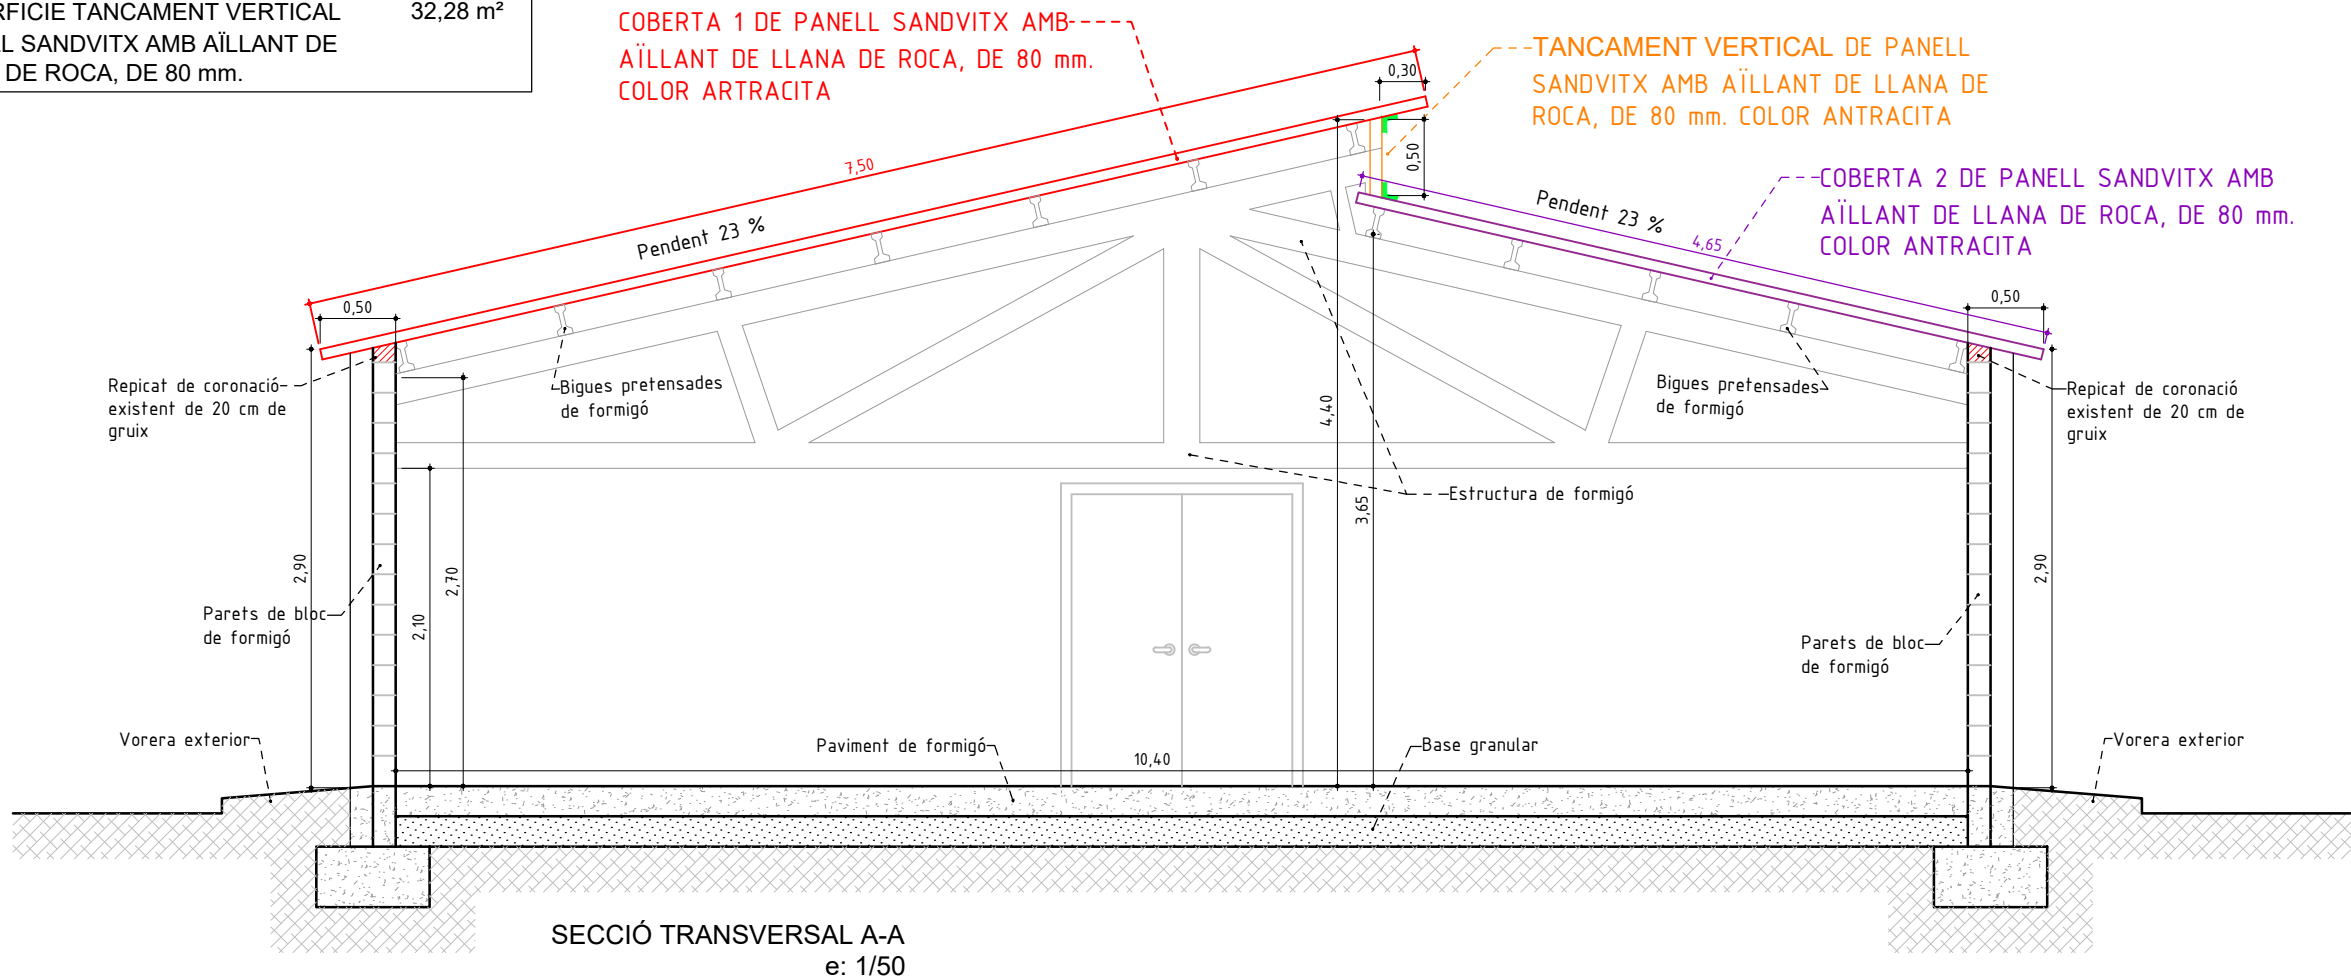 SUPERFICIE TANCAMENT VERTICAL 32,28 m²
SANDVITX AMB AÏLLANT DE
DE ROCA, DE 80 mm.
COBERTA 1 DE PANELL SANDVITX AMB
AÏLLANT DE LLANA DE ROCA, DE 80 mm.
COLOR ARTRACITA
TANCAMENT VERTICAL DE PANELL
SANDVITX AMB AÏLLANT DE LLANA DE
ROCA, DE 80 mm. COLOR ANTRACITA
COBERTA 2 DE PANELL SANDVITX AMB
AÏLLANT DE LLANA DE ROCA, DE 80 mm.
COLOR ANTRACITA
0,30
7,50
0,50
Pendent 23 %
Pendent 23 %
4,65
0,50
0,50
Repicat de coronació
existent de 20 cm de
gruix
Bigues pretensades
de formigó
Bigues pretensades
de formigó
Repicat de coronació
existent de 20 cm de
gruix
4,40
3,65
Estructura de formigó
2,90
2,70
2,10
2,90
Parets de bloc
de formigó
Parets de bloc
de formigó
Vorera exterior
Paviment de formigó
10,40
Base granular
Vorera exterior
SECCIÓ TRANSVERSAL A-A
e: 1/50